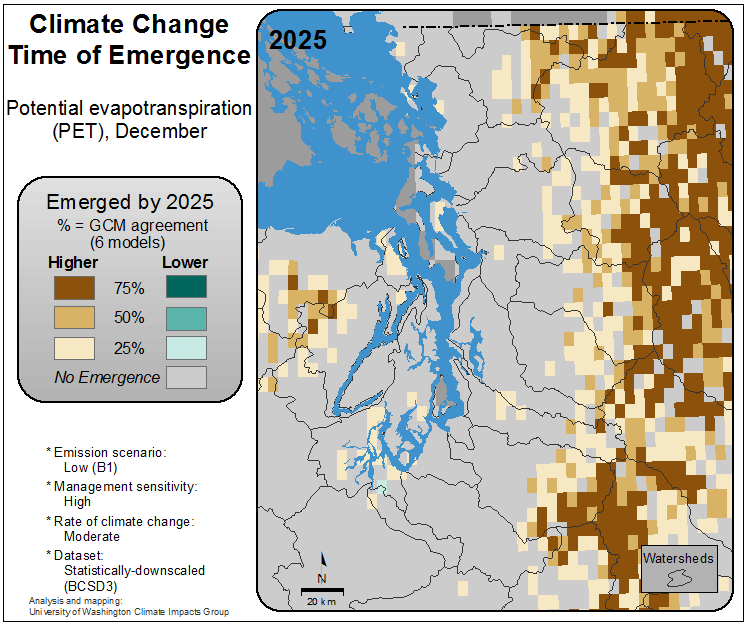 Climate Change
Time of Emergence
Potential evapotranspiration
(PET), December
Emerged by 2025
% = GCM agreement
(6 models)
Higher Lower
75%
50%
25%
No Emergence
* Emission scenario:
Low (B1)
* Management sensitivity:
High
* Rate of climate change:
Moderate
* Dataset:
Statistically-downscaled
(BCSD3)
Analysis and mapping:
University of Washington Climate Impacts Group
2025
N
20 km
Watersheds